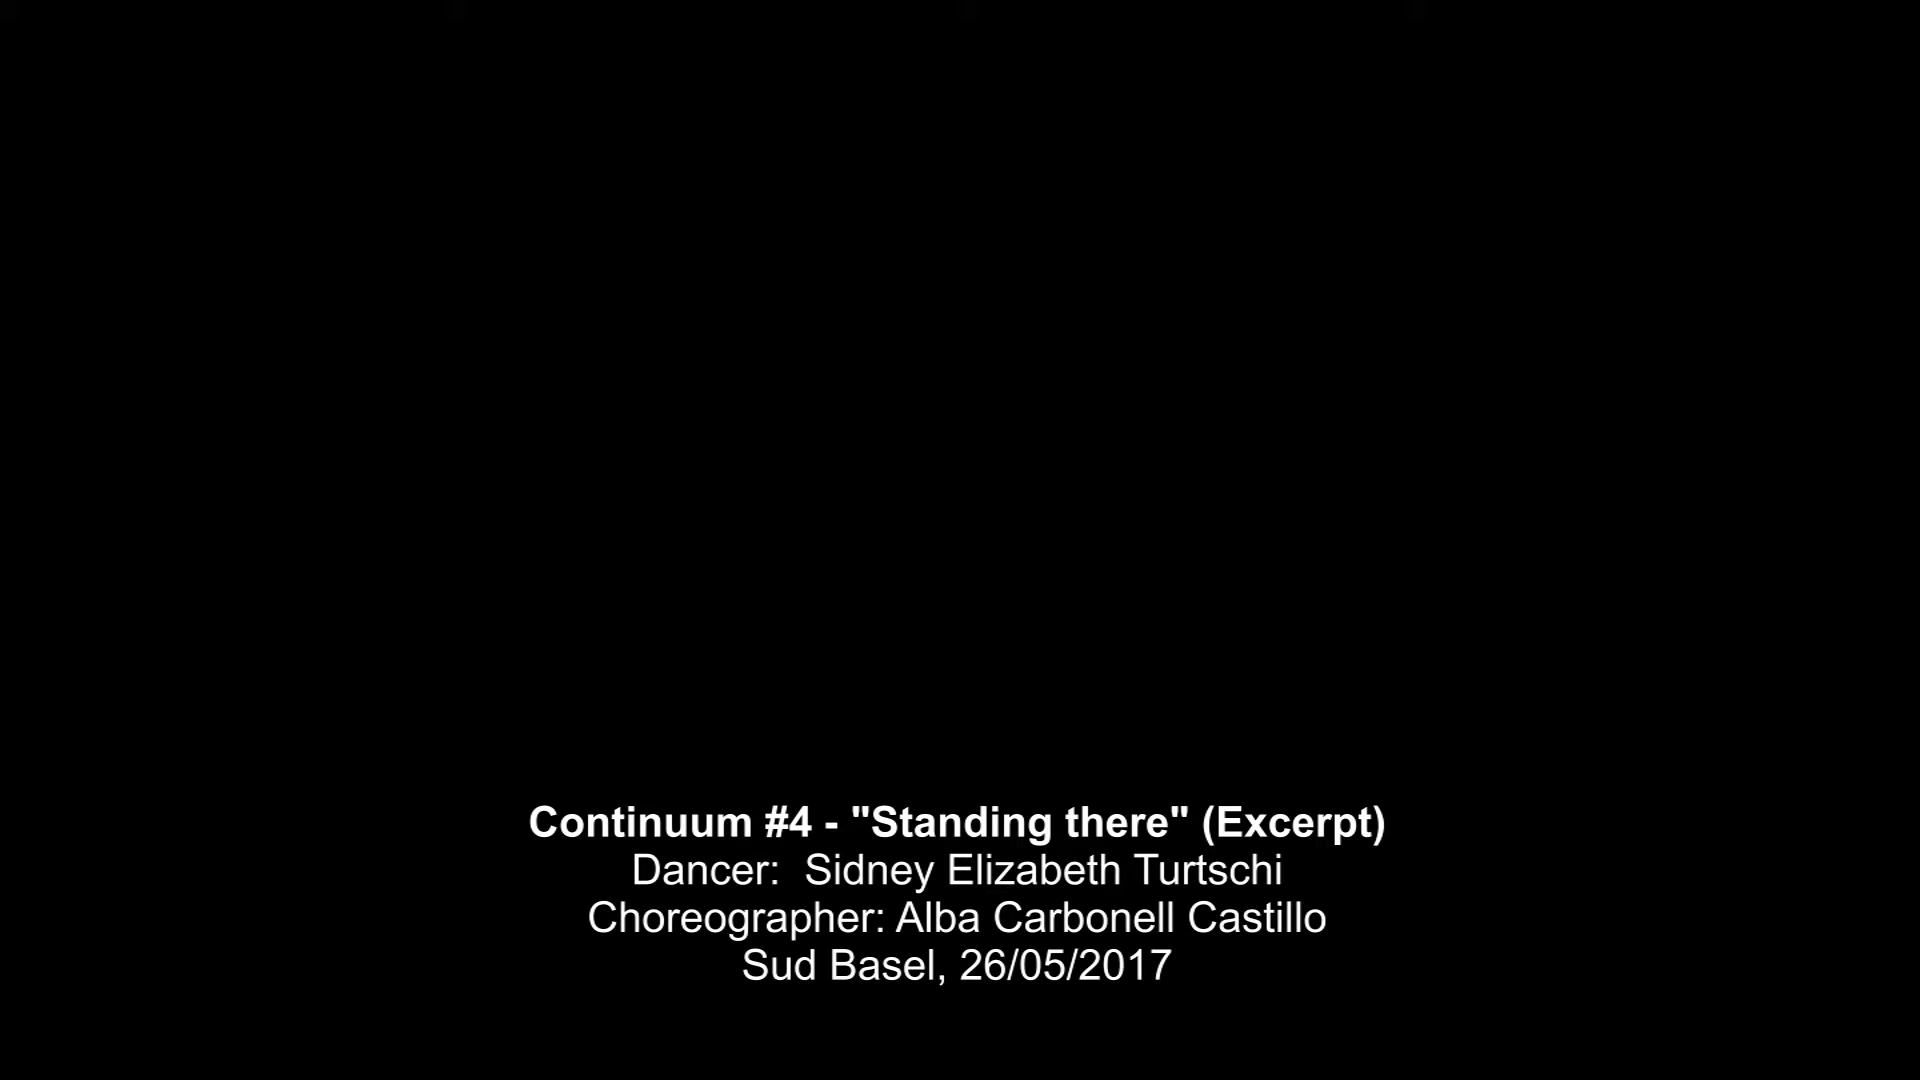 Continuum #4 - "Standing there" (Excerpt)
Dancer:  Sidney Elizabeth Turtschi
Choreographer: Alba Carbonell Castillo
Sud Basel, 26/05/2017